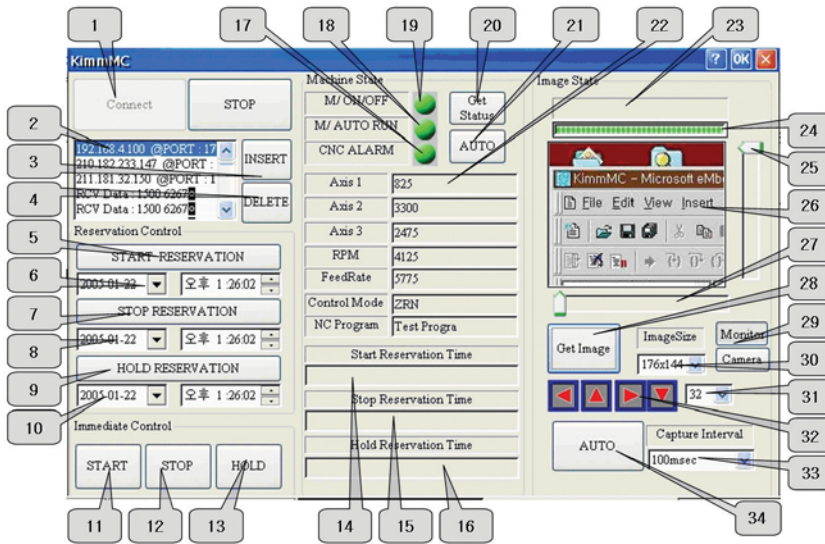 1
17
18
19
20
21
22
23
KimmMC
? OK
Connect
STOP
2
192.168.4.100 @PORT : 17
210.182.233.147 @PORT :
211.181.32.150 @PORT : 1
RCV Data : 1500 6267
RCV Data : 1500 6267
3
INSERT
4
DELETE
Reservation Control
5
START RESERVATION
6
2005-01-22
오후 1:26:02
7
STOP RESERVATION
8
2005-01-22
오후 1:26:02
9
HOLD RESERVATION
10
2005-01-22
오후 1:26:02
Immediate Control
START
STOP
HOLD
11
12
13
Machine State
M/ ON/OFF
M/ AUTO RUN
CNC ALARM
Get
Status
AUTO
Axis 1
825
Axis 2
3300
Axis 3
2475
RPM
4125
FeedRate
5775
Control Mode
ZRN
NC Program
Test Progra
Start Reservation Time
Stop Reservation Time
Hold Reservation Time
14
15
16
Image State
24
25
KimmMC - Microsoft eMbe
File Edit View Insert
26
27
28
Get Image
ImageSize
176x144
Monitor
29
Camera
30
32
31
32
AUTO
Capture Interval
100msec
33
34